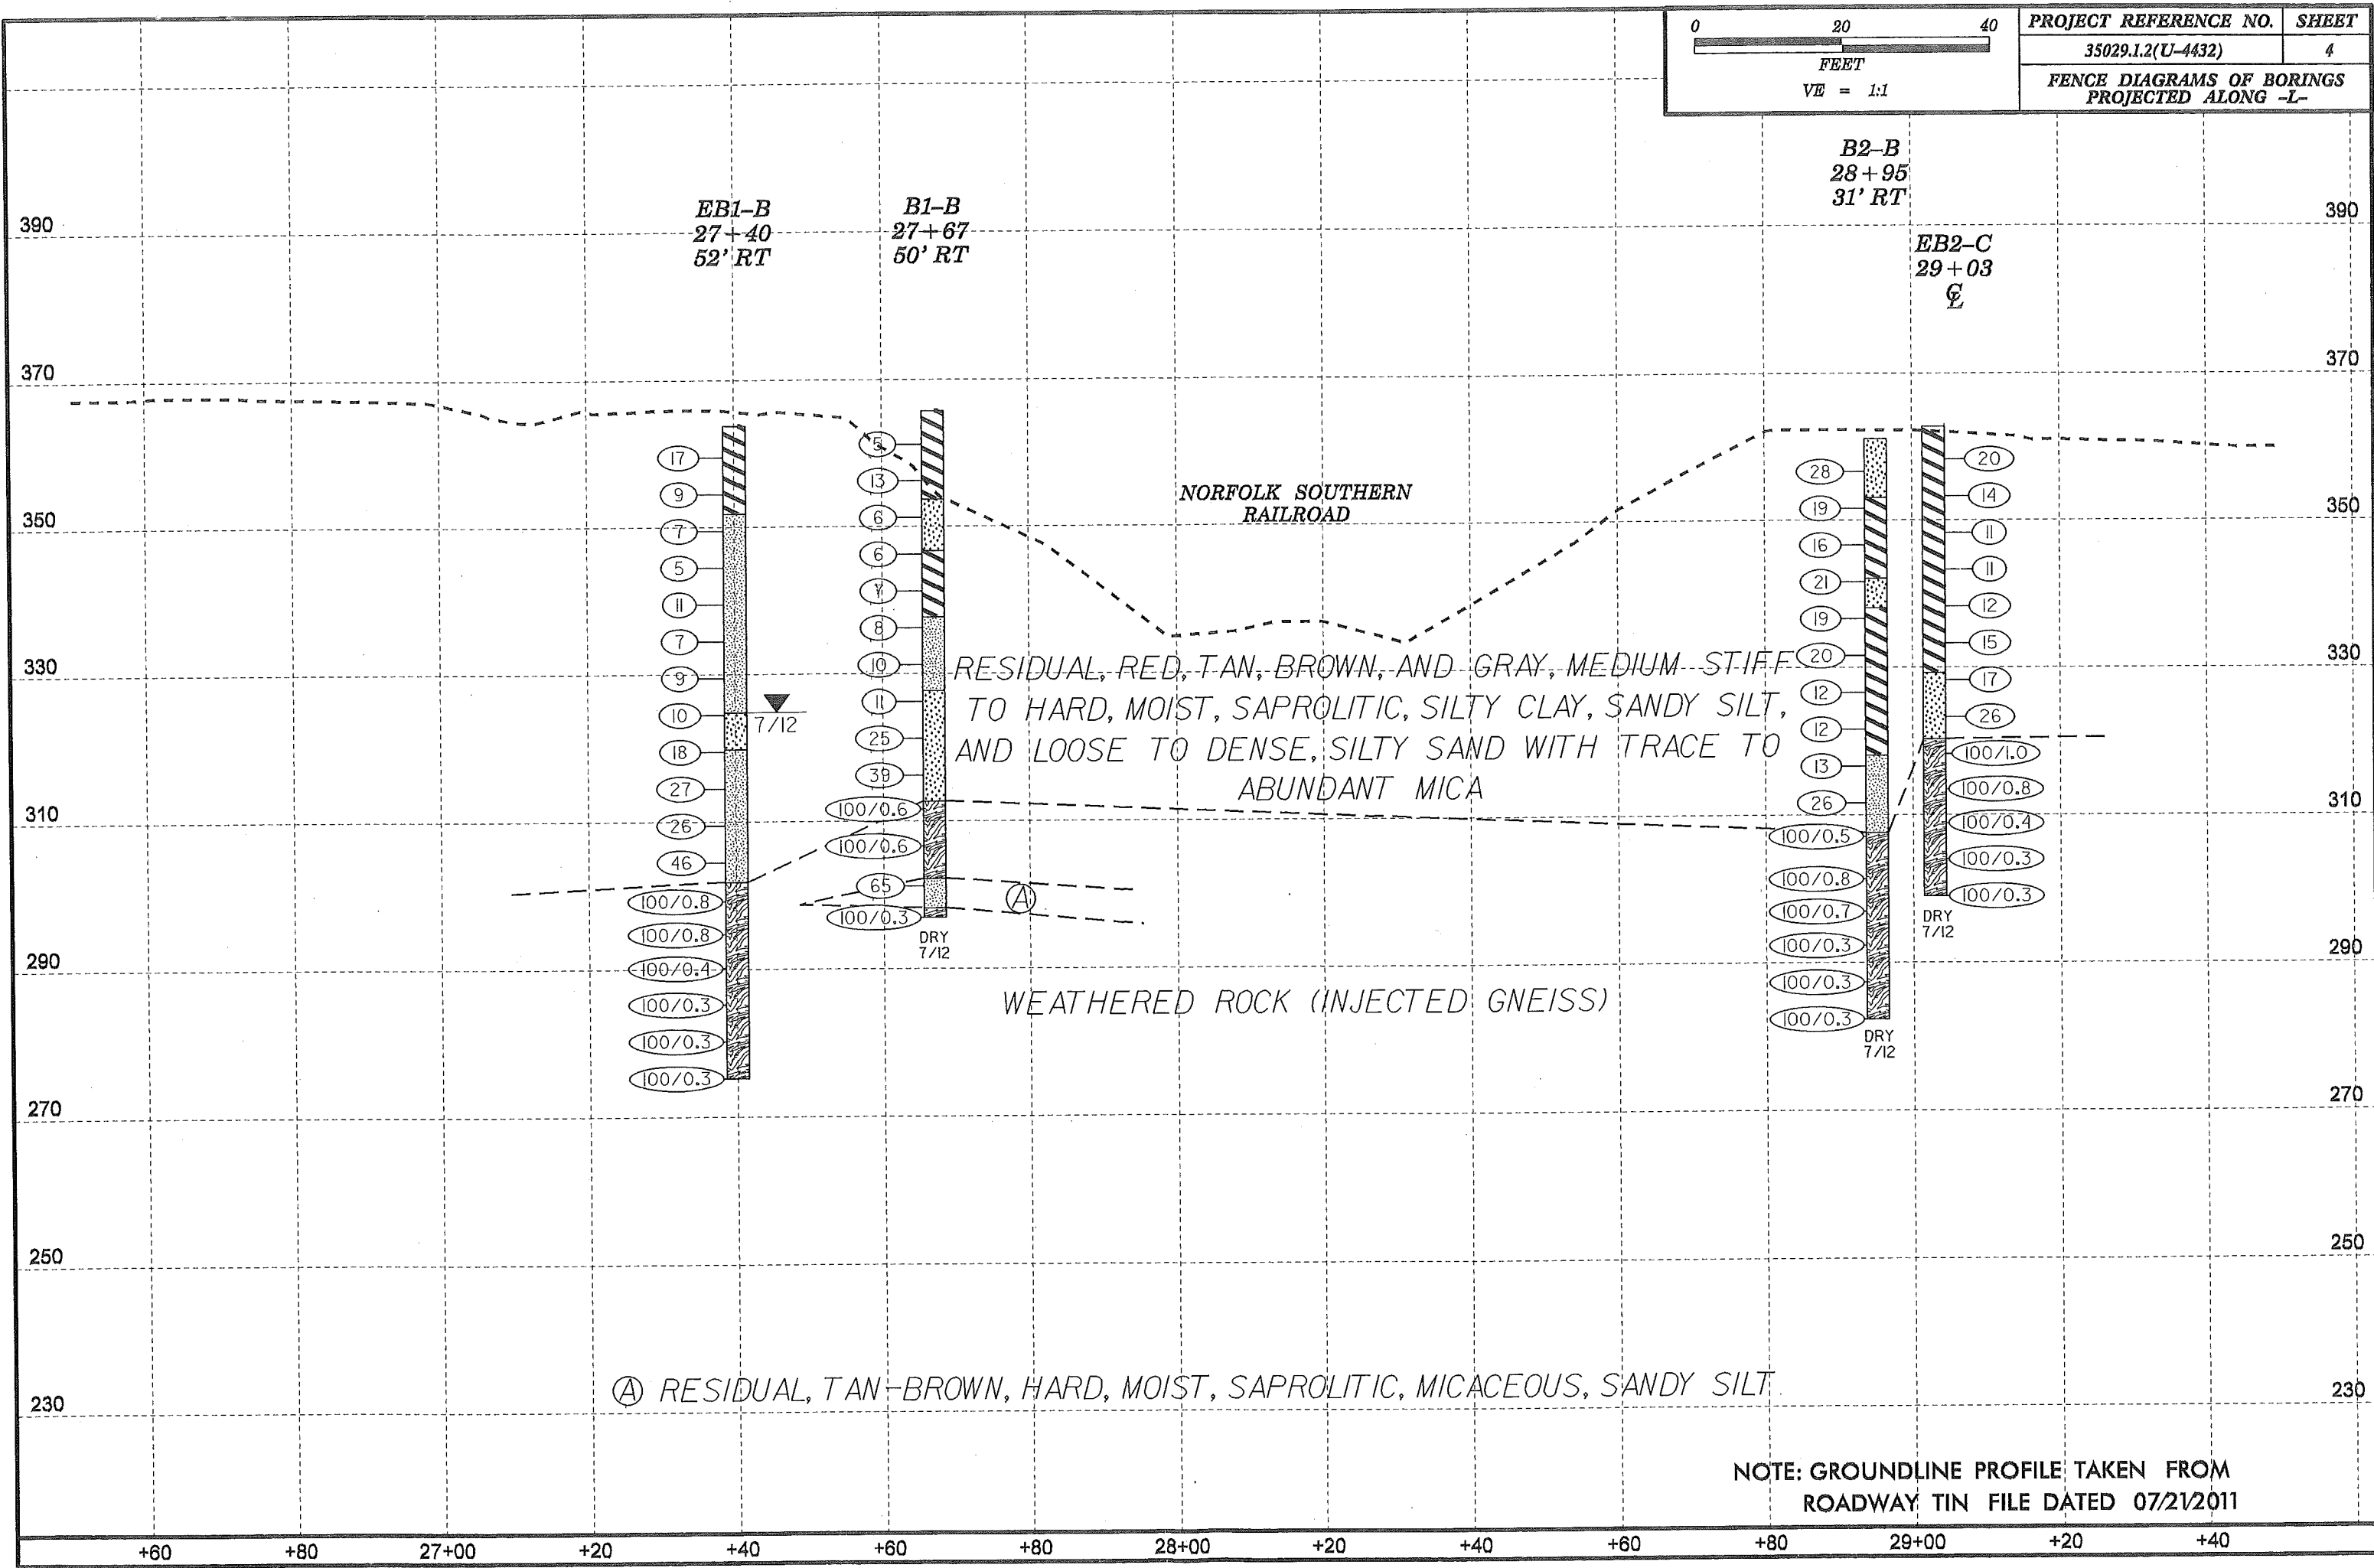 0 20 40
FEET
VE = 1:1
PROJECT REFERENCE NO. SHEET
35029.1.2(U-4432) 4
FENCE DIAGRAMS OF BORINGS
PROJECTED ALONG -L-
B2-B
28+95
31' RT
EB1-B
27+40
52' RT
B1-B
27+67
50' RT
EB2-C
29+03
390 390
370 370
350 350
330 330
310 310
290 290
270 270
250 250
230 230
17
9
7
5
11
7
9
10
18
27
26
46
100/0.8
100/0.8
100/0.4
100/0.3
100/0.3
100/0.3
7/12
5
13
6
6
7
8
10
11
25
39
100/0.6
100/0.6
65
100/0.3
DRY
7/12
NORFOLK SOUTHERN
RAILROAD
RESIDUAL, RED, TAN, BROWN, AND GRAY, MEDIUM STIFF
TO HARD, MOIST, SAPROLITIC, SILTY CLAY, SANDY SILT,
AND LOOSE TO DENSE, SILTY SAND WITH TRACE TO
ABUNDANT MICA
A
WEATHERED ROCK (INJECTED GNEISS)
28
19
16
21
19
20
12
12
13
26
100/0.5
100/0.8
100/0.7
100/0.3
100/0.3
100/0.3
DRY
7/12
20
14
11
11
12
15
17
26
100/1.0
100/0.8
100/0.4
100/0.3
100/0.3
DRY
7/12
A RESIDUAL, TAN-BROWN, HARD, MOIST, SAPROLITIC, MICACEOUS, SANDY SILT
NOTE: GROUNDLINE PROFILE TAKEN FROM
ROADWAY TIN FILE DATED 07/21/2011
+60 +80 27+00 +20 +40 +60 +80 28+00 +20 +40 +60 +80 29+00 +20 +40